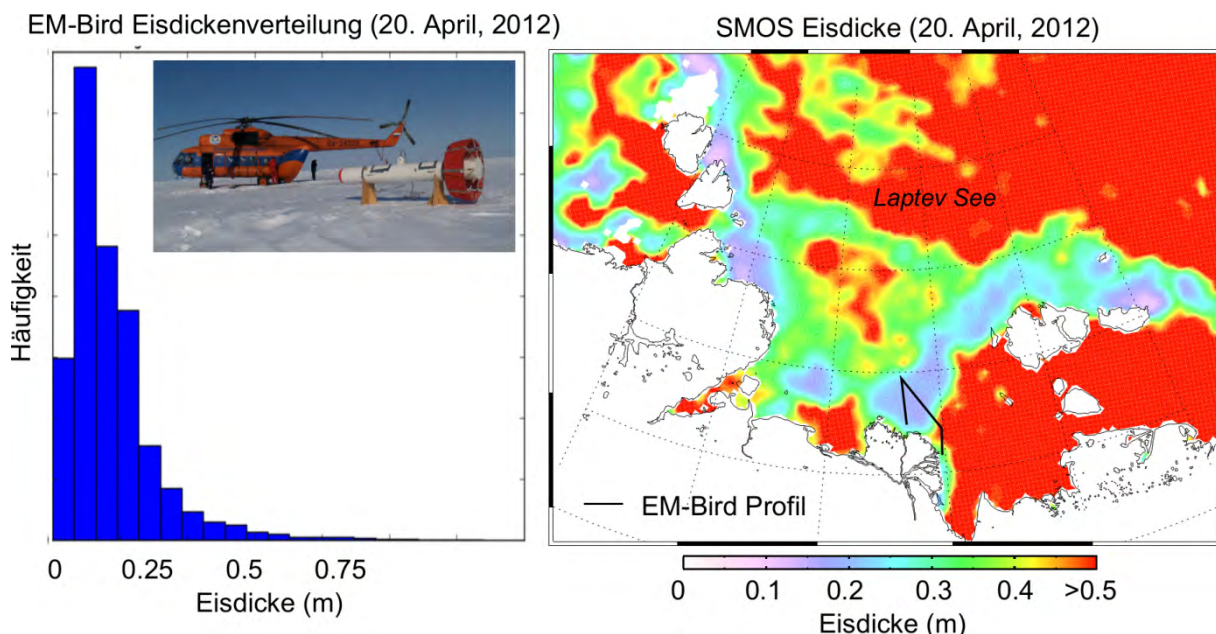 EM-Bird Eisdickenverteilung (20. April, 2012)
Häufigkeit
0
0.25
0.5
0.75
Eisdicke (m)
SMOS Eisdicke (20. April, 2012)
Laptev See
EM-Bird Profil
0
0.1
0.2
0.3
0.4
>0.5
Eisdicke (m)